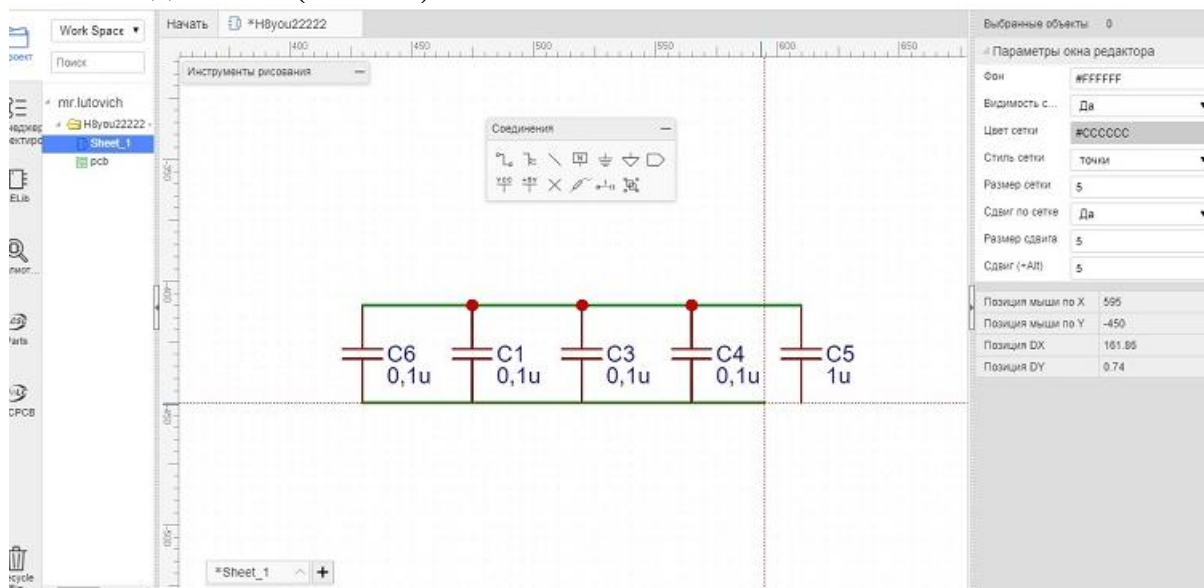 Work Space
Начать
*H8you22222
Выбранные объекты 0
Поиск
400 450 500 550 600 650
Инструменты рисования
Параметры окна редактора
Фон #FFFFFF
Видимость с... Да
Цвет сетки #CCCCCC
Стиль сетки точки
Размер сетки 5
Сдвиг по сетке Да
Размер сдвига 5
Сдвиг (+Alt) 5
mr.lutovich
H8you22222
Sheet_1
pcb
Соединения
ELib
Позиция мыши по X 595
Позиция мыши по Y -450
Позиция DX 161.85
Позиция DY 0.74
C6 C1 C3 C4 C5
0,1u 0,1u 0,1u 0,1u 1u
*Sheet_1